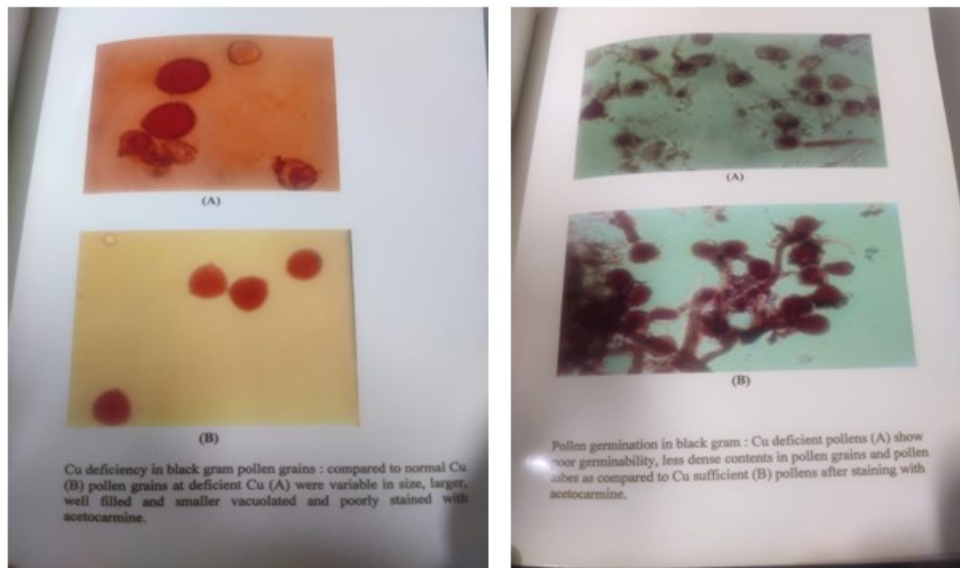 (A)
(B)
Cu deficiency in black gram pollen grains : compared to normal Cu
(B) pollen grains at deficient Cu (A) were variable in size, larger,
well filled and smaller vacuolated and poorly stained with
acetocarmine.
(A)
(B)
Pollen germination in black gram : Cu deficient pollens (A) show
poor germinability, less dense contents in pollen grains and pollen
tubes as compared to Cu sufficient (B) pollens after staining with
acetocarmine.